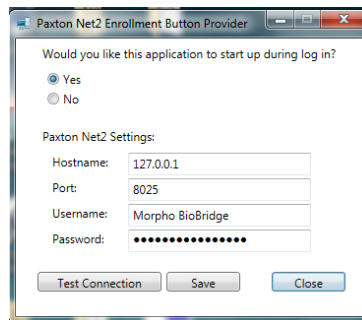 Paxton Net2 Enrollment Button Provider
Would you like this application to start up during log in?
Yes
No
Paxton Net2 Settings:
Hostname: 127.0.0.1
Port: 8025
Username: Morpho BioBridge
Password: ●●●●●●●●●●●●●●●●
Test Connection Save Close